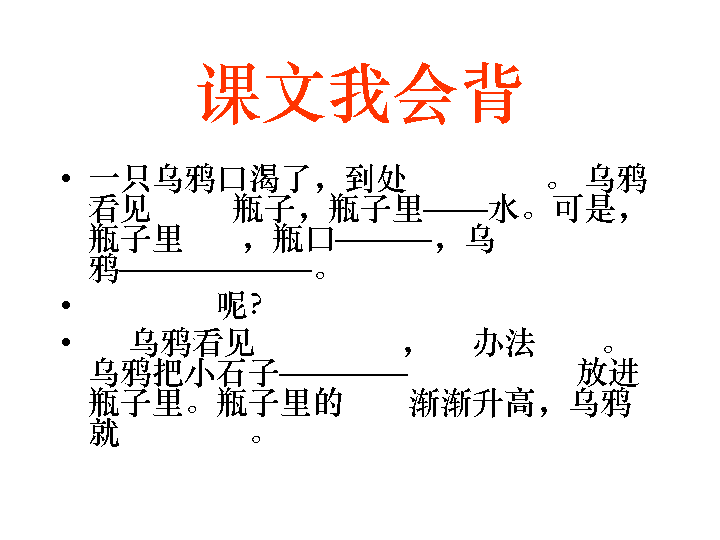 课文我会背
• 一只乌鸦口渴了，到处 。 乌鸦
看见 瓶子，瓶子里——水。可是，
瓶子里 ，瓶口———，乌
鸦——————。
• 呢？
• 乌鸦看见 ， 办法 。
乌鸦把小石子———— 放进
瓶子里。瓶子里的 渐渐升高，乌鸦
就 。